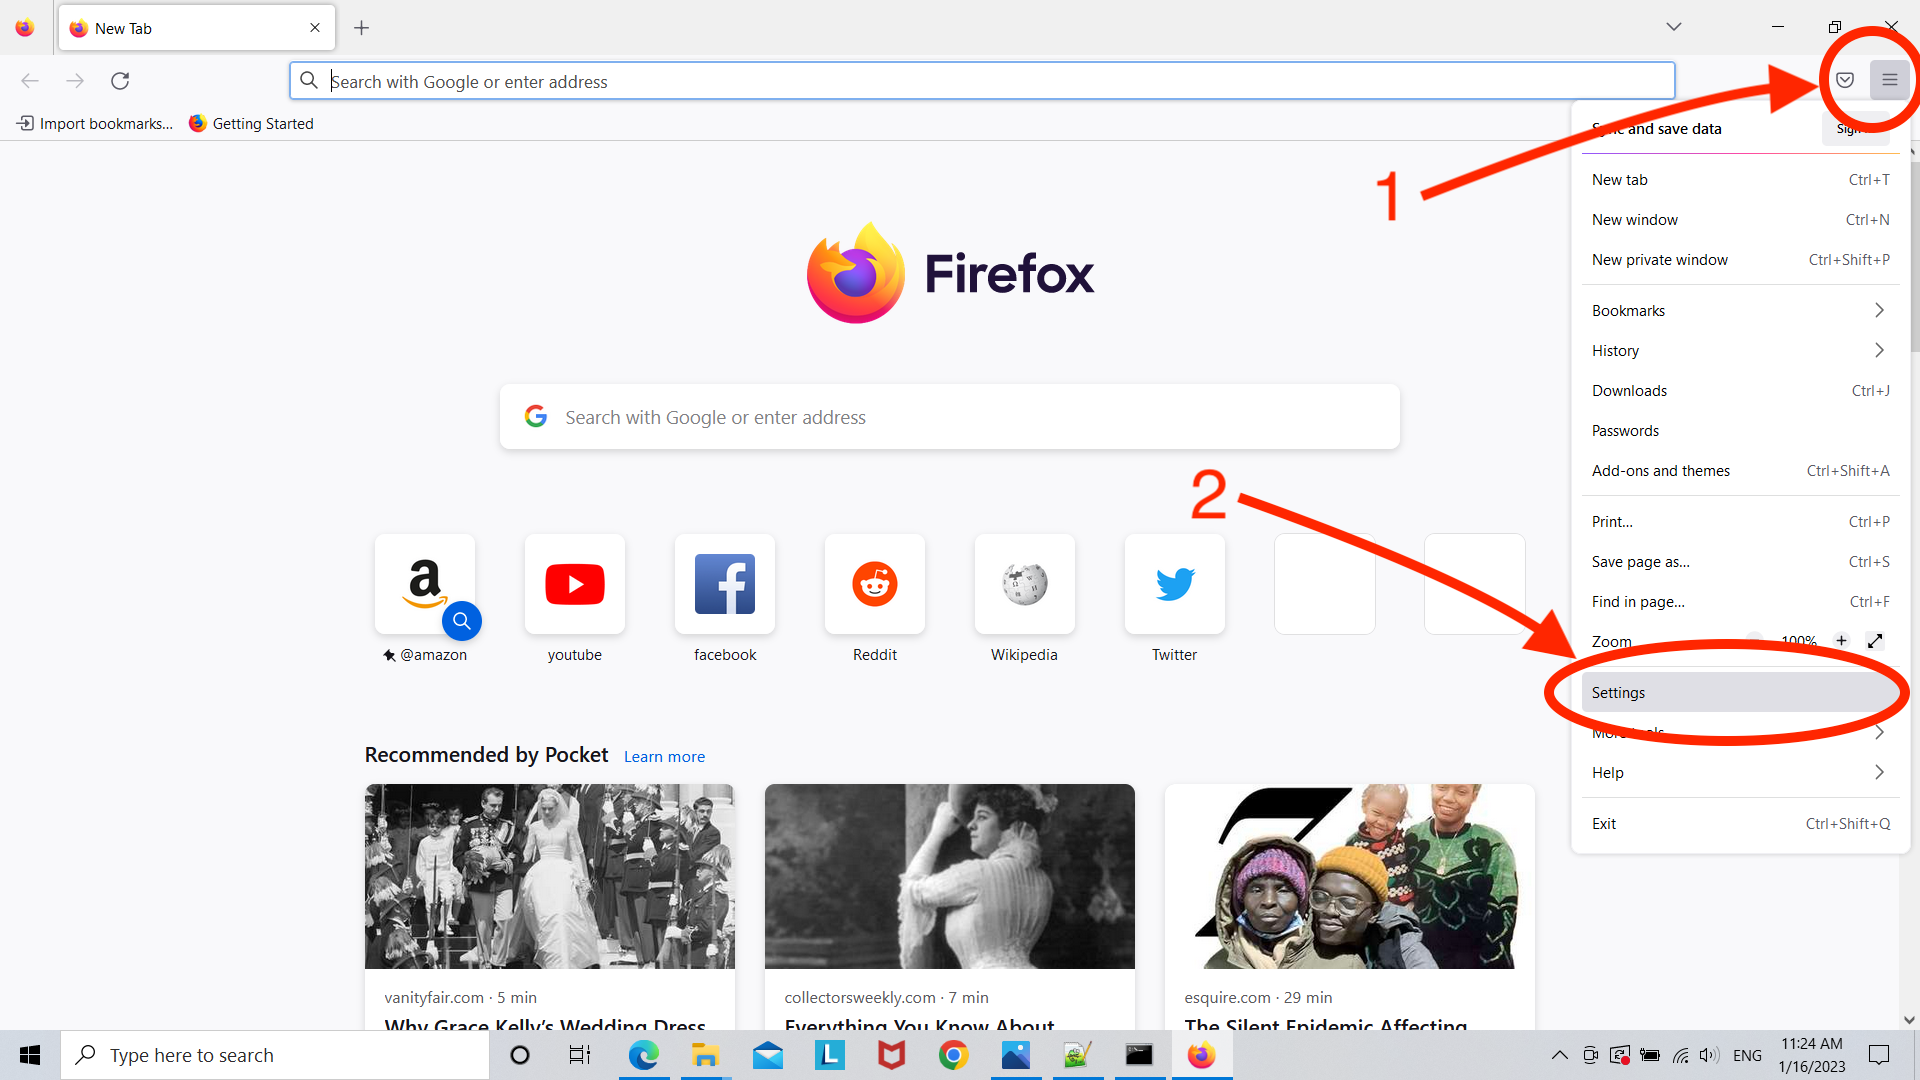 New Tab
Search with Google or enter address
Import bookmarks...
Getting Started
1
Sync and save data
New tab Ctrl+T
New window Ctrl+N
New private window Ctrl+Shift+P
Bookmarks
History
Downloads Ctrl+J
Passwords
Add-ons and themes Ctrl+Shift+A
Print... Ctrl+P
Save page as... Ctrl+S
Find in page... Ctrl+F
Zoom 100%
Settings
More tools
Help
Exit Ctrl+Shift+Q
Firefox
Search with Google or enter address
2
a
@amazon
youtube
facebook
Reddit
Wikipedia
Twitter
Recommended by Pocket Learn more
vanityfair.com · 5 min
Why Grace Kelly's Wedding Dress
collectorsweekly.com · 7 min
Everything You Know About
esquire.com · 29 min
The Silent Epidemic Affecting
Type here to search
L
ENG
11:24 AM
1/16/2023